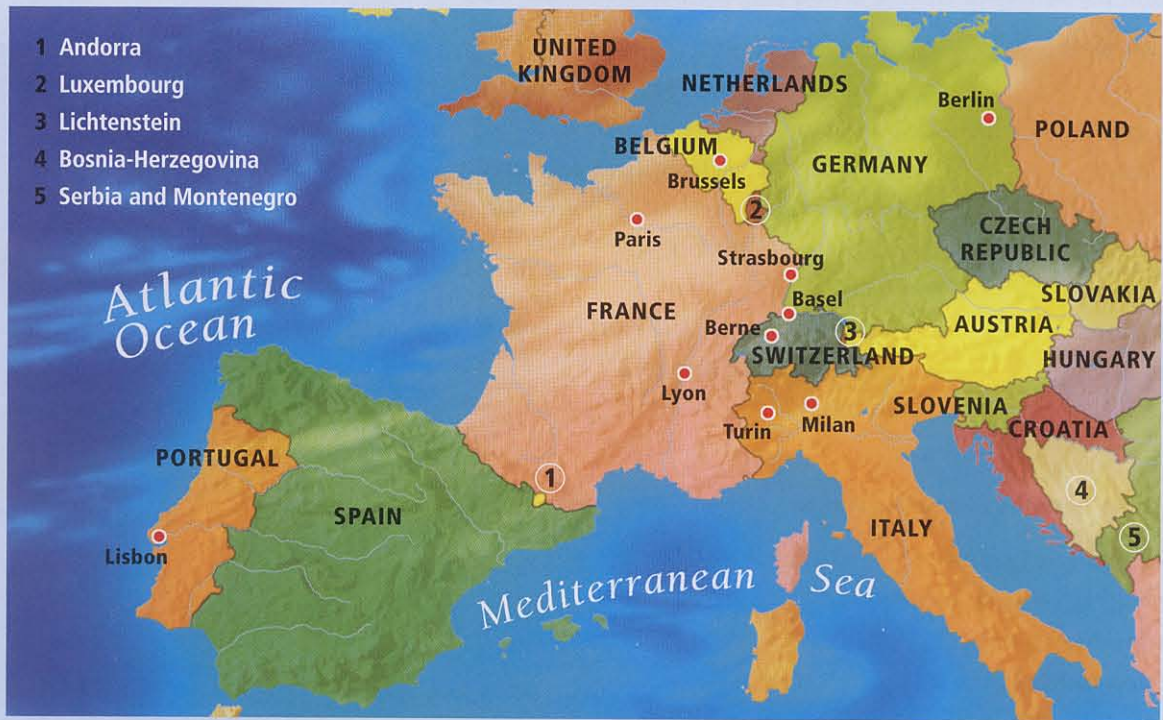 1 Andorra
2 Luxembourg
3 Lichtenstein
4 Bosnia-Herzegovina
5 Serbia and Montenegro
UNITED
KINGDOM
NETHERLANDS
Berlin
POLAND
BELGIUM
GERMANY
Brussels
2
CZECH
REPUBLIC
Paris
Strasbourg
Atlantic
Ocean
SLOVAKIA
Basel
FRANCE
AUSTRIA
Berne
3
SWITZERLAND
HUNGARY
Lyon
SLOVENIA
Turin
Milan
CROATIA
PORTUGAL
1
4
SPAIN
ITALY
5
Lisbon
Mediterranean Sea